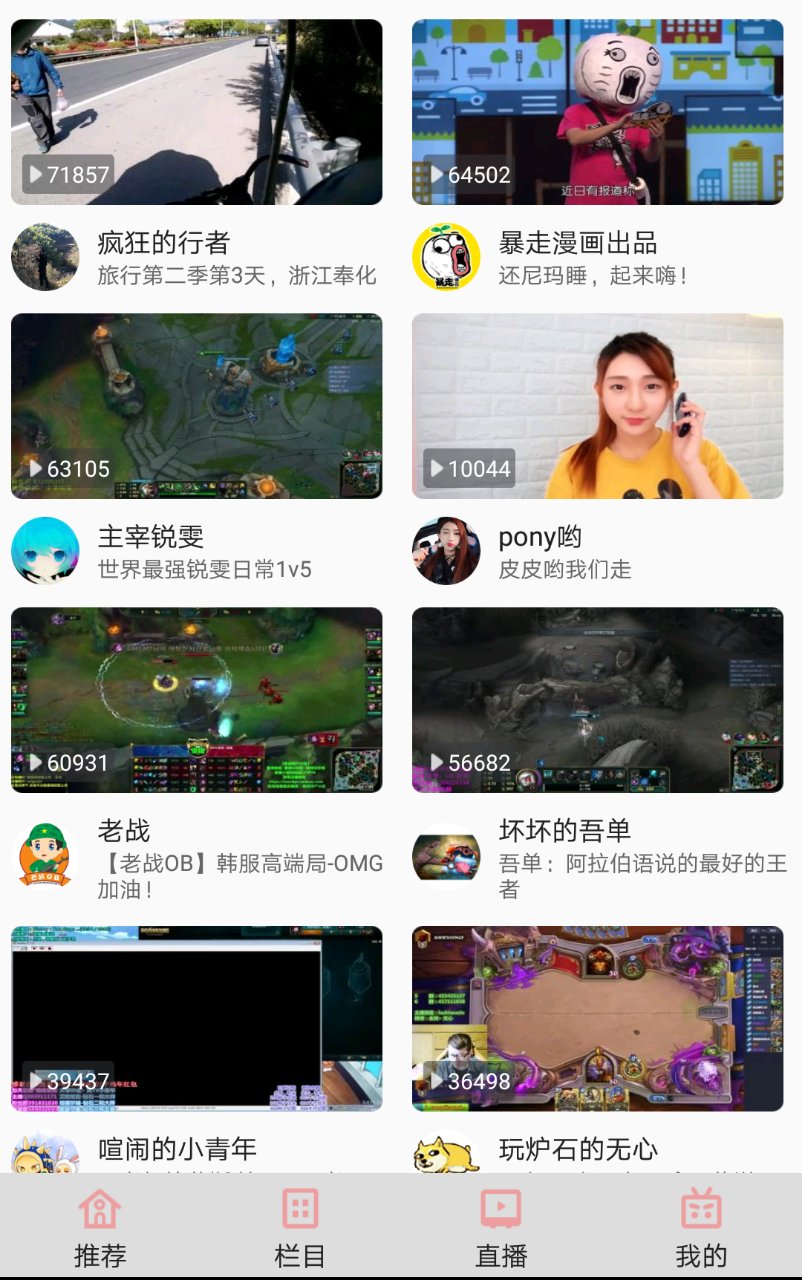 71857
64502
近日有报道称
疯狂的行者
旅行第二季第3天，浙江奉化
暴走漫画出品
还尼玛睡，起来嗨！
63105
10044
主宰锐雯
世界最强锐雯日常1v5
pony哟
皮皮哟我们走
60931
56682
老战
【老战OB】韩服高端局-OMG
加油！
坏坏的吾单
吾单：阿拉伯语说的最好的王
者
39437
36498
喧闹的小青年
玩炉石的无心
推荐
栏目
直播
我的